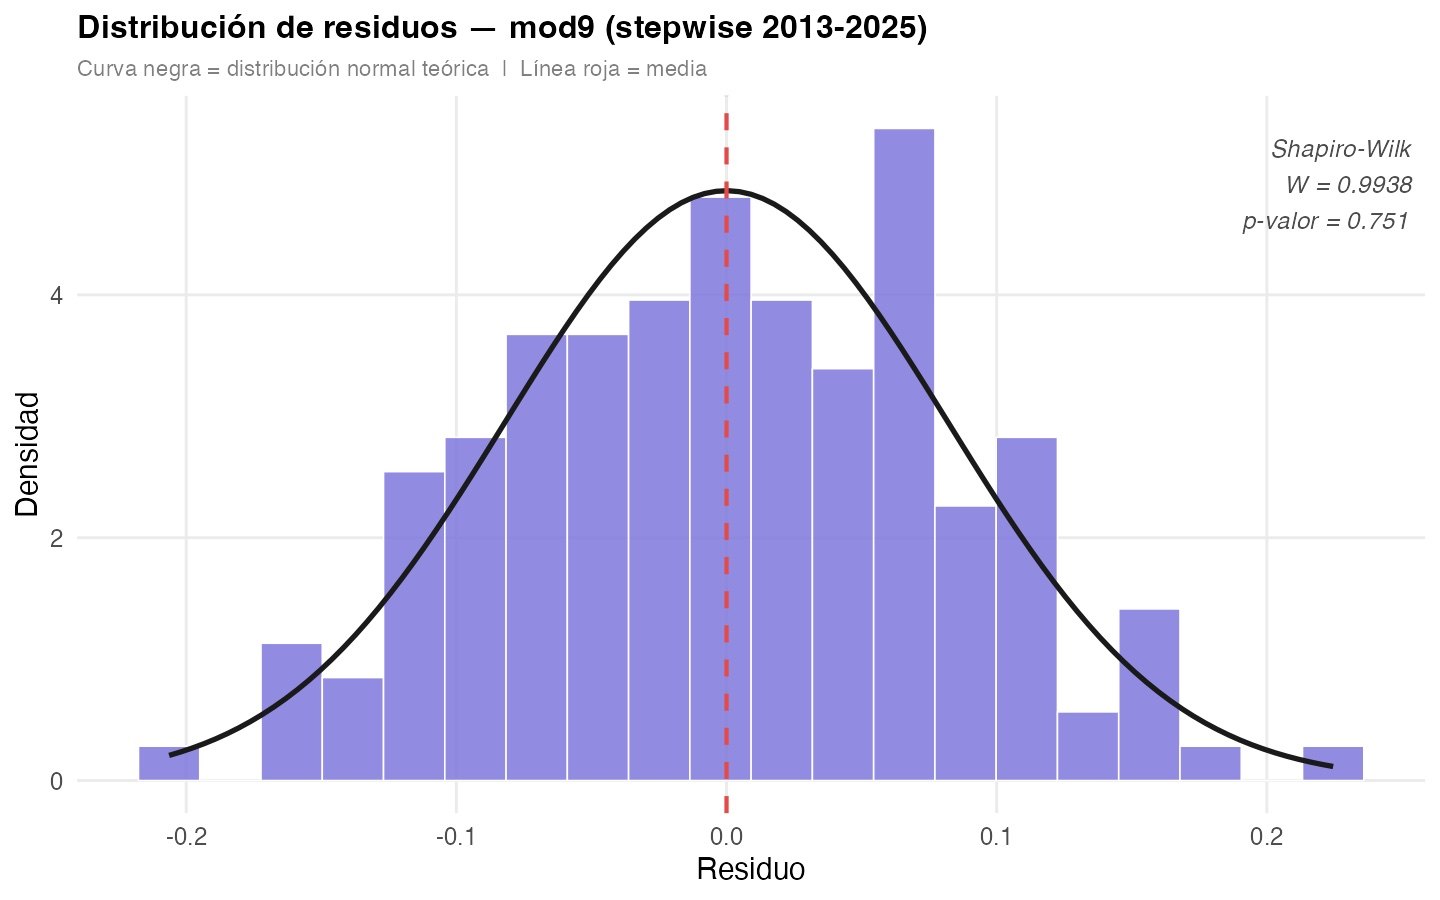 Distribución de residuos — mod9 (stepwise 2013-2025)
Curva negra = distribución normal teórica | Línea roja = media
Shapiro-Wilk
W = 0.9938
p-valor = 0.751
Densidad
4
2
0
-0.2 -0.1 0.0 0.1 0.2
Residuo